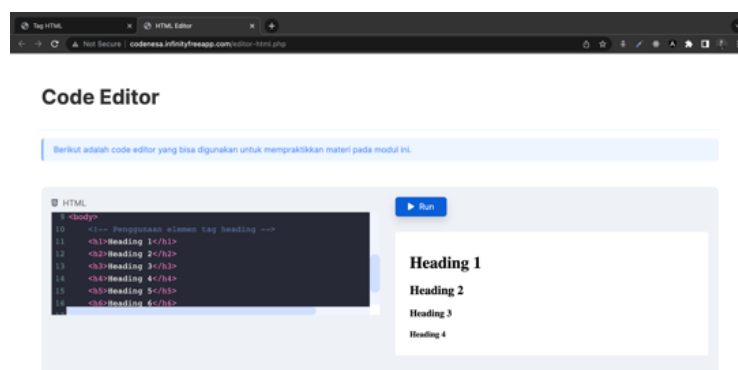 Tag HTML
HTML Editor
Not Secure | codenesa.infinityfreeapp.com/editor-html.php
Code Editor
Berikut adalah code editor yang bisa digunakan untuk mempraktikkan materi pada modul ini.
HTML
9 <body>
10 <!-- Penggunaan elemen tag heading -->
11 <h1>Heading 1</h1>
12 <h2>Heading 2</h2>
13 <h3>Heading 3</h3>
14 <h4>Heading 4</h4>
15 <h5>Heading 5</h5>
16 <h6>Heading 6</h6>
Run
Heading 1
Heading 2
Heading 3
Heading 4